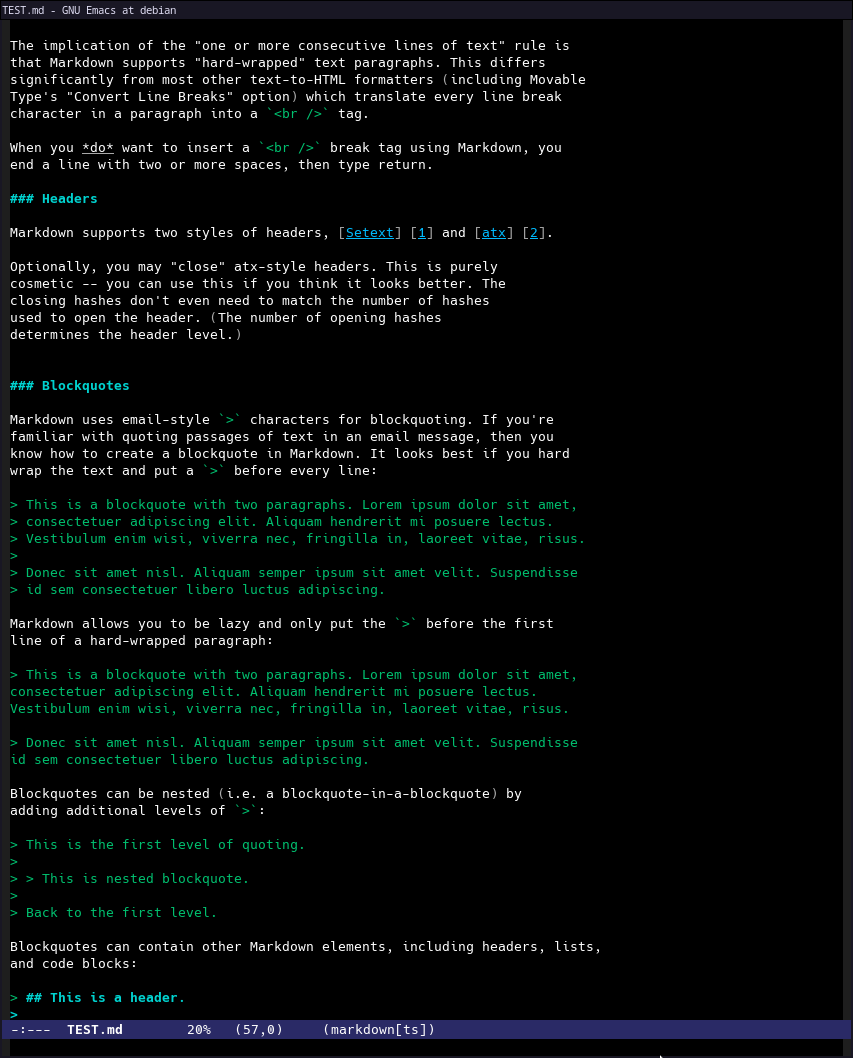 TEST.md - GNU Emacs at debian
The implication of the "one or more consecutive lines of text" rule is
that Markdown supports "hard-wrapped" text paragraphs. This differs
significantly from most other text-to-HTML formatters (including Movable
Type's "Convert Line Breaks" option) which translate every line break
character in a paragraph into a `<br />` tag.
When you *do* want to insert a `<br />` break tag using Markdown, you
end a line with two or more spaces, then type return.
### Headers
Markdown supports two styles of headers, [Setext] [1] and [atx] [2].
Optionally, you may "close" atx-style headers. This is purely
cosmetic -- you can use this if you think it looks better. The
closing hashes don't even need to match the number of hashes
used to open the header. (The number of opening hashes
determines the header level.)
### Blockquotes
Markdown uses email-style `>` characters for blockquoting. If you're
familiar with quoting passages of text in an email message, then you
know how to create a blockquote in Markdown. It looks best if you hard
wrap the text and put a `>` before every line:
> This is a blockquote with two paragraphs. Lorem ipsum dolor sit amet,
> consectetuer adipiscing elit. Aliquam hendrerit mi posuere lectus.
> Vestibulum enim wisi, viverra nec, fringilla in, laoreet vitae, risus.
>
> Donec sit amet nisl. Aliquam semper ipsum sit amet velit. Suspendisse
> id sem consectetuer libero luctus adipiscing.
Markdown allows you to be lazy and only put the `>` before the first
line of a hard-wrapped paragraph:
> This is a blockquote with two paragraphs. Lorem ipsum dolor sit amet,
consectetuer adipiscing elit. Aliquam hendrerit mi posuere lectus.
Vestibulum enim wisi, viverra nec, fringilla in, laoreet vitae, risus.
> Donec sit amet nisl. Aliquam semper ipsum sit amet velit. Suspendisse
id sem consectetuer libero luctus adipiscing.
Blockquotes can be nested (i.e. a blockquote-in-a-blockquote) by
adding additional levels of `>`:
> This is the first level of quoting.
>
> > This is nested blockquote.
>
> Back to the first level.
Blockquotes can contain other Markdown elements, including headers, lists,
and code blocks:
> ## This is a header.
>
-:---  TEST.md        20%   (57,0)     (markdown[ts])